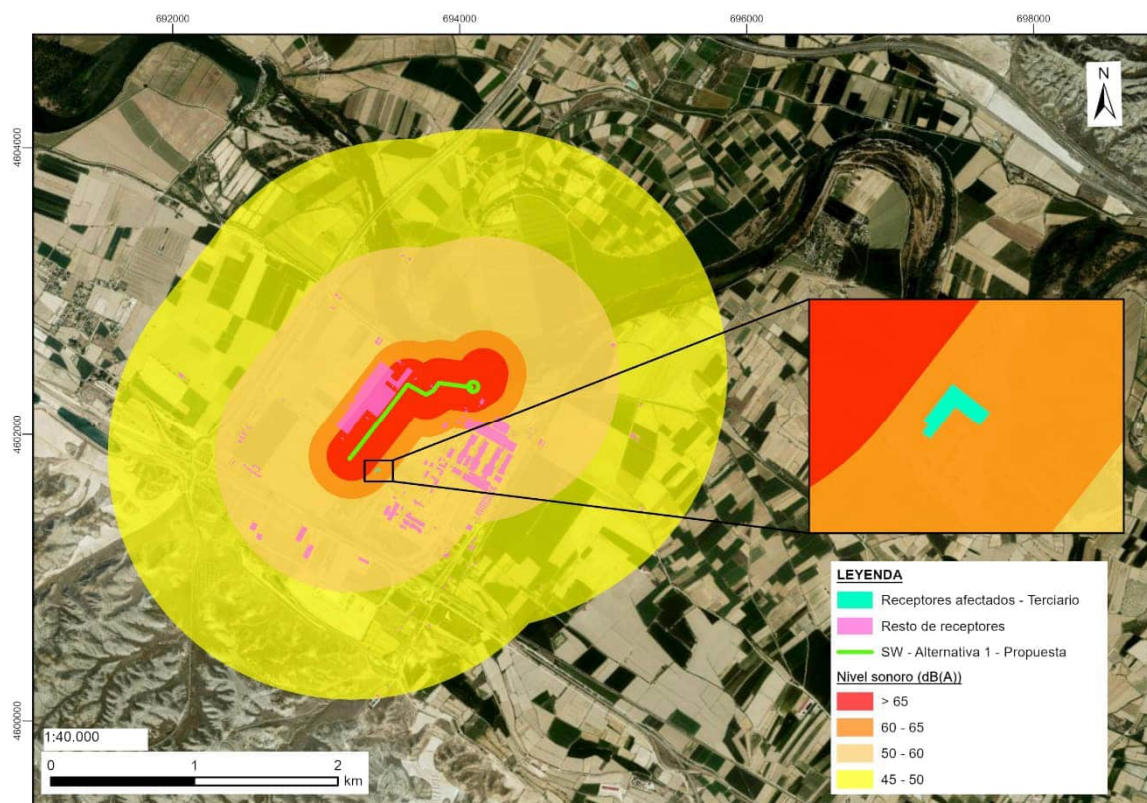 692000
694000
696000
698000
N
4604000
4602000
4600000
LEYENDA
Receptores afectados - Terciario
Resto de receptores
SW - Alternativa 1 - Propuesta
Nivel sonoro (dB(A))
> 65
60 - 65
50 - 60
45 - 50
1:40.000
0 1 2
km